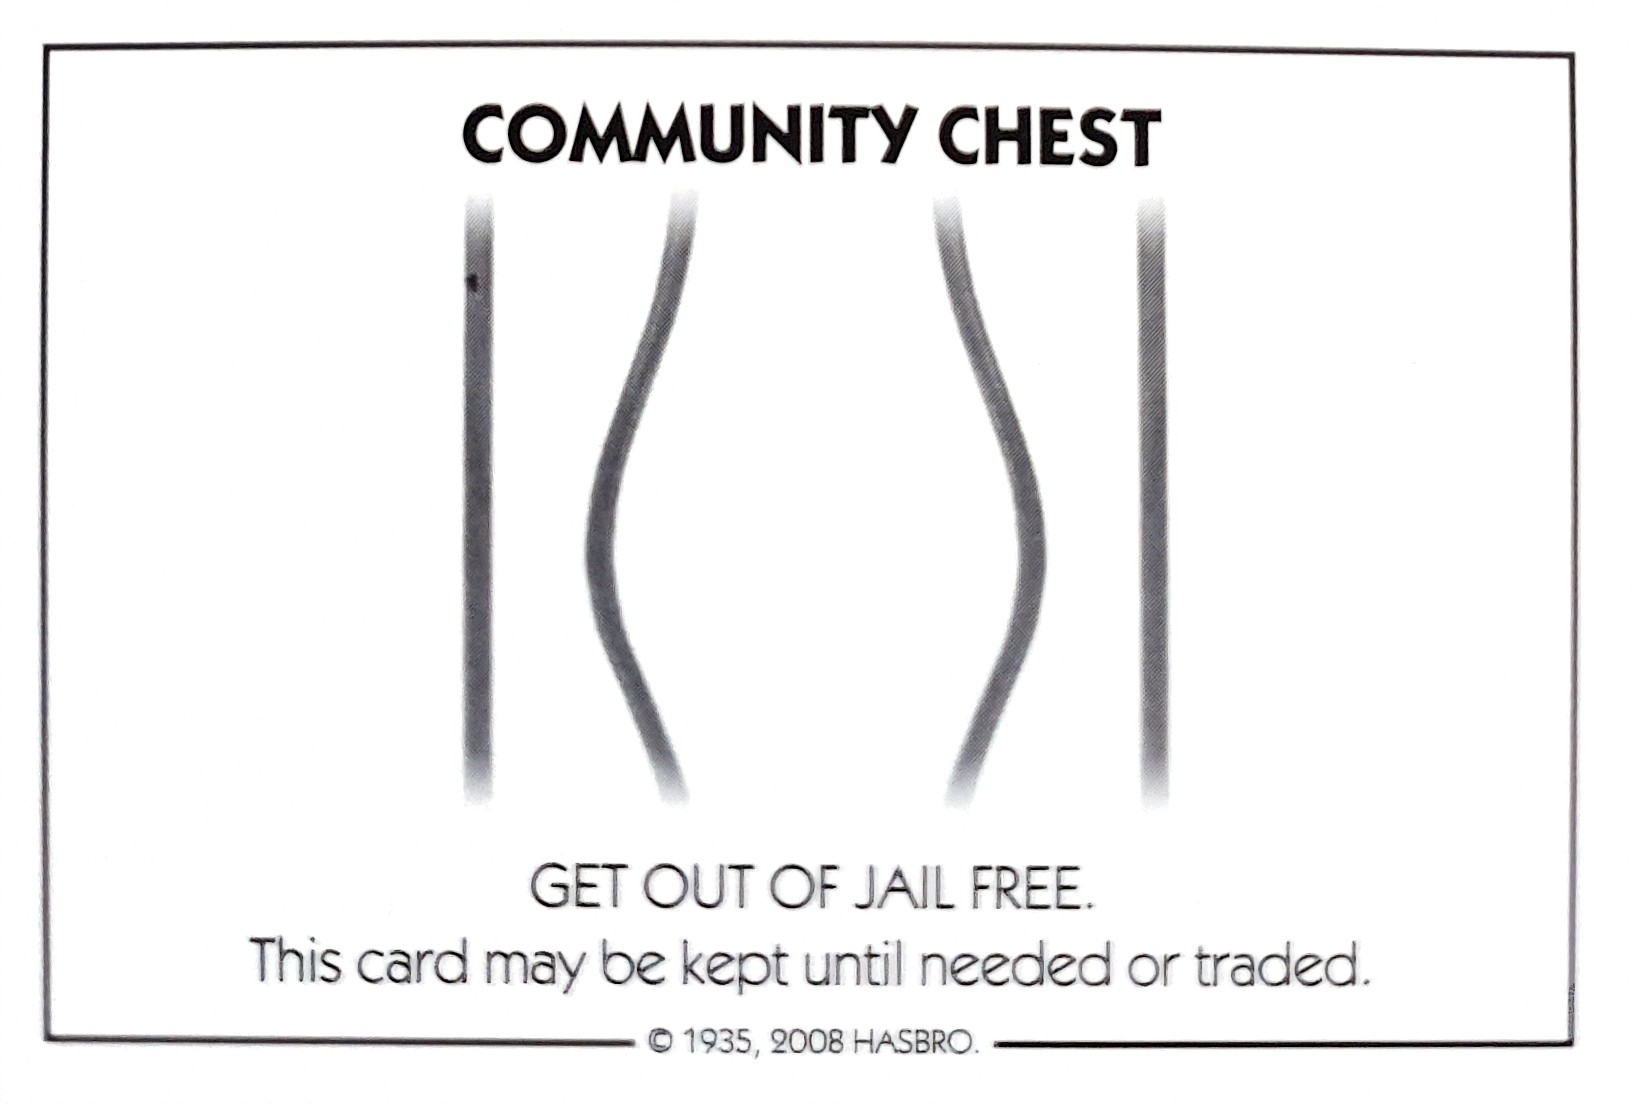 COMMUNITY CHEST
GET OUT OF JAIL FREE.
This card may be kept until needed or traded.
© 1935, 2008 HASBRO.